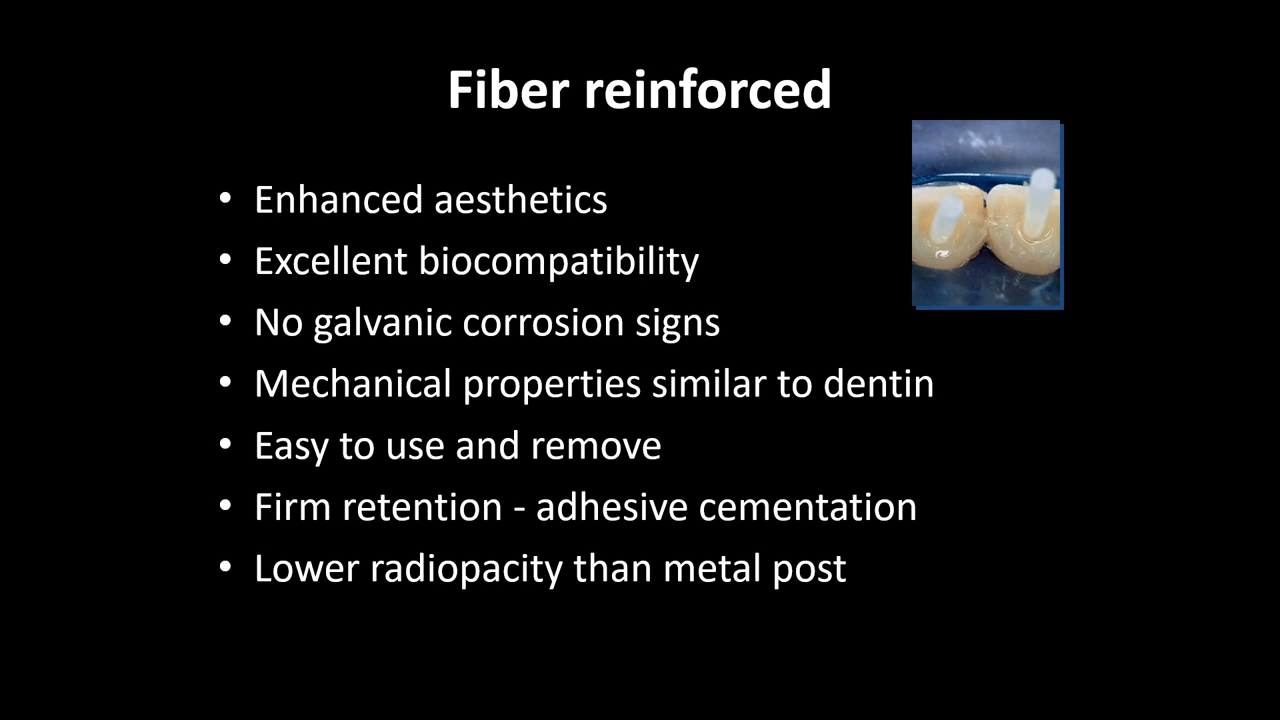 Fiber reinforced
• Enhanced aesthetics
• Excellent biocompatibility
• No galvanic corrosion signs
• Mechanical properties similar to dentin
• Easy to use and remove
• Firm retention - adhesive cementation
• Lower radiopacity than metal post